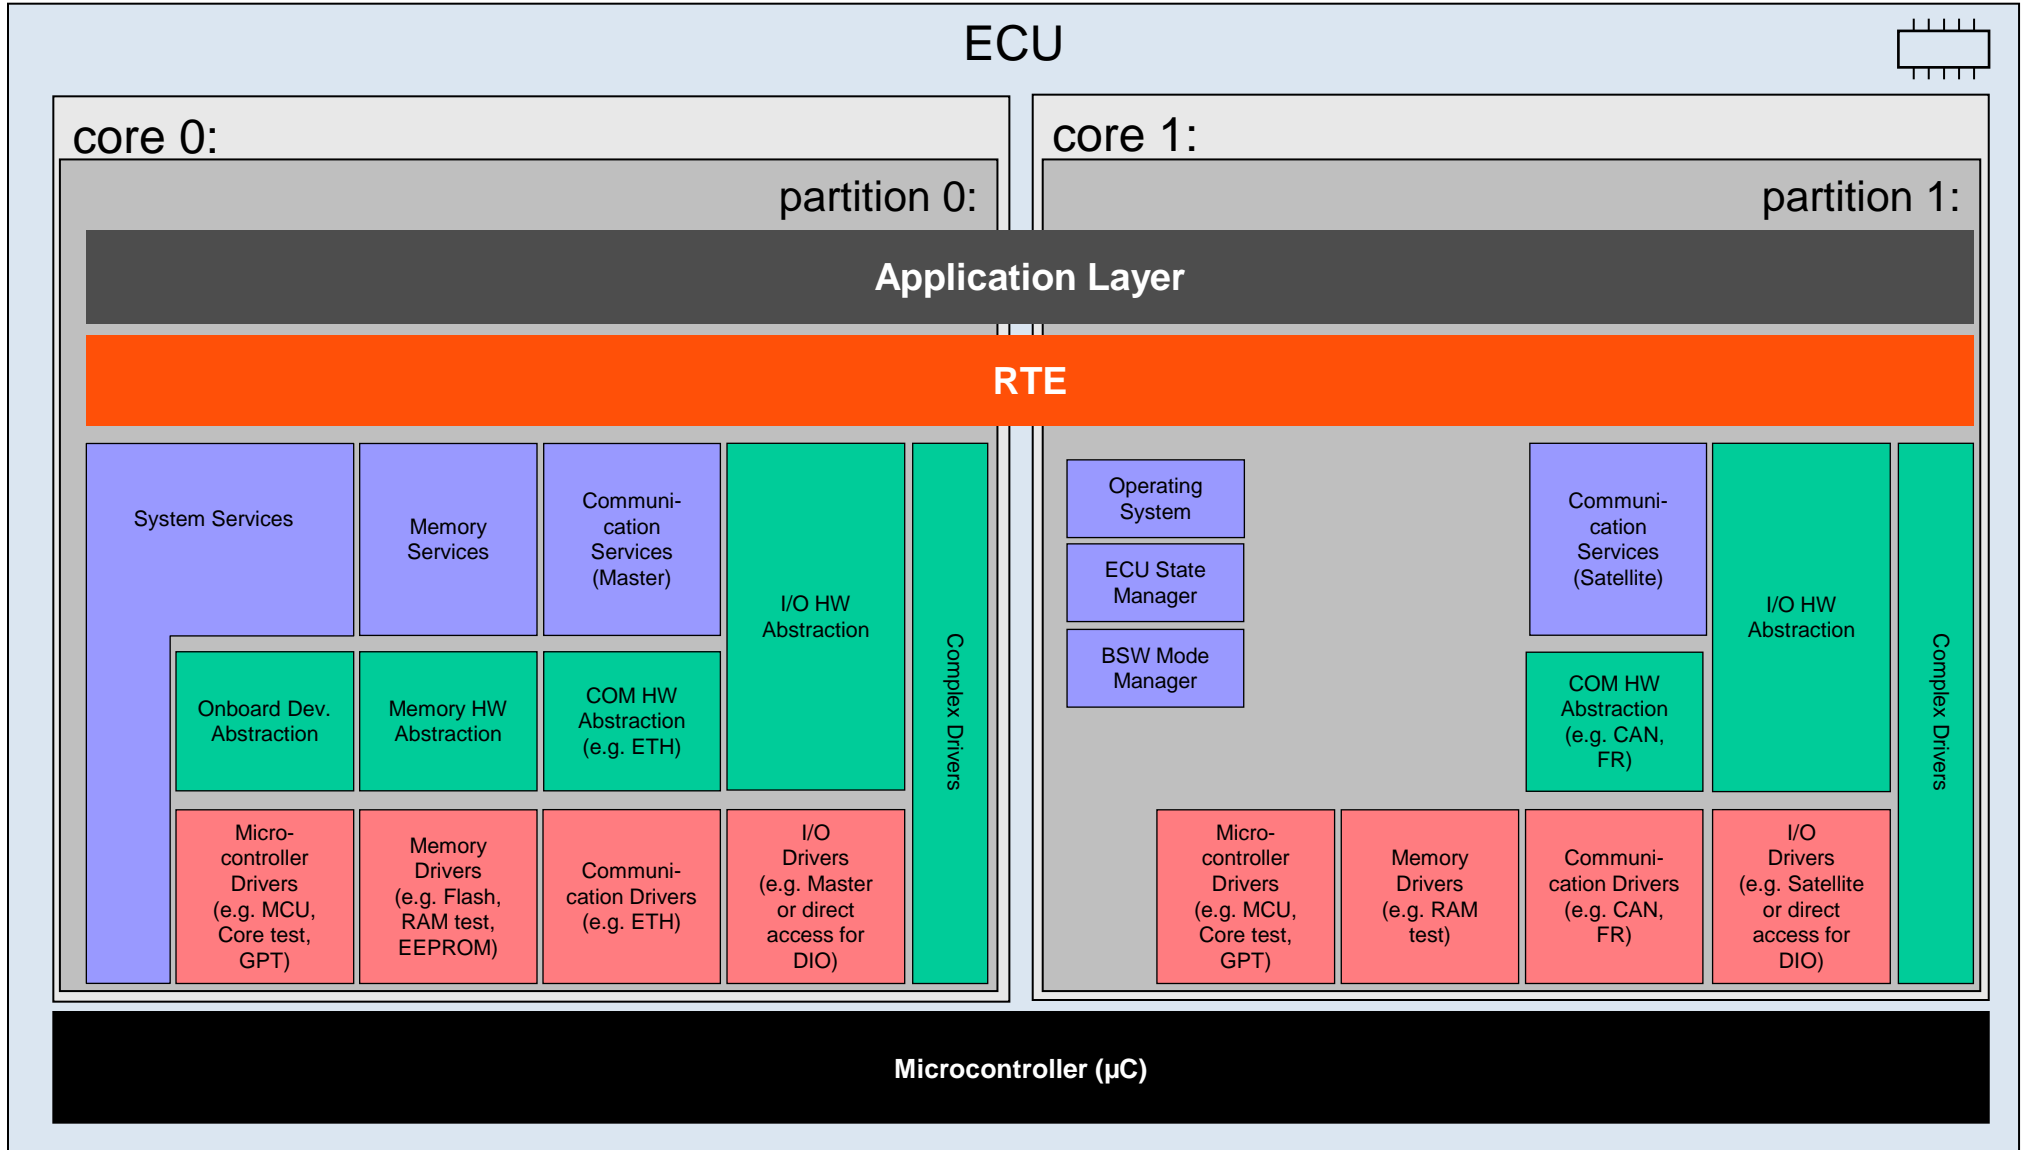 ECU
core 0:
partition 0:
core 1:
partition 1:
Application Layer
RTE
System Services
Memory
Services
Communi-
cation
Services
(Master)
I/O HW
Abstraction
Complex Drivers
Onboard Dev.
Abstraction
Memory HW
Abstraction
COM HW
Abstraction
(e.g. ETH)
Micro-
controller
Drivers
(e.g. MCU,
Core test,
GPT)
Memory
Drivers
(e.g. Flash,
RAM test,
EEPROM)
Communi-
cation Drivers
(e.g. ETH)
I/O
Drivers
(e.g. Master
or direct
access for
DIO)
Operating
System
ECU State
Manager
BSW Mode
Manager
Communi-
cation
Services
(Satellite)
I/O HW
Abstraction
Complex Drivers
COM HW
Abstraction
(e.g. CAN,
FR)
Micro-
controller
Drivers
(e.g. MCU,
Core test,
GPT)
Memory
Drivers
(e.g. RAM
test)
Communi-
cation Drivers
(e.g. CAN,
FR)
I/O
Drivers
(e.g. Satellite
or direct
access for
DIO)
Microcontroller (µC)